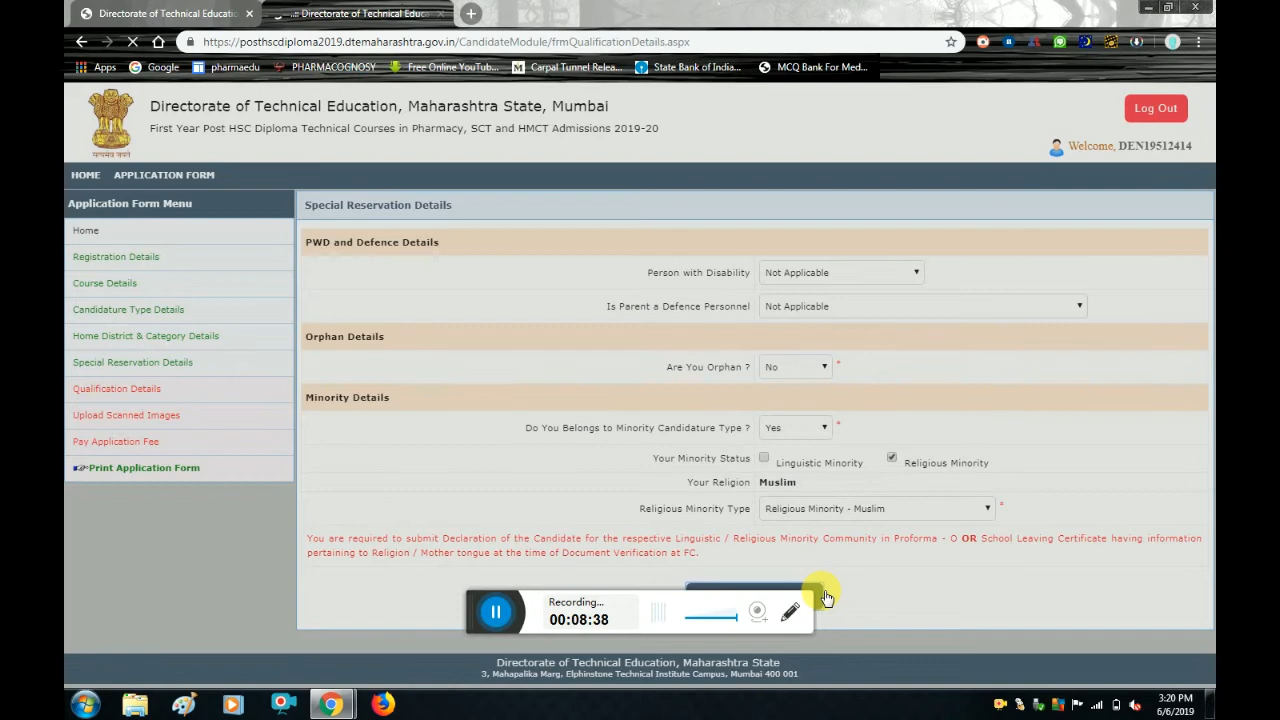 Directorate of Technical Educatio
..:: Directorate of Technical Educ
https://posthscdiploma2019.dtemaharashtra.gov.in/CandidateModule/frmQualificationDetails.aspx
Apps Google pharmaedu PHARMACOGNOSY Free Online YouTub... Carpal Tunnel Relea... State Bank of India... MCQ Bank For Med...
Directorate of Technical Education, Maharashtra State, Mumbai
First Year Post HSC Diploma Technical Courses in Pharmacy, SCT and HMCT Admissions 2019-20
Log Out
Welcome, DEN19512414
सत्यमेव जयते
HOME APPLICATION FORM
Application Form Menu
Home
Registration Details
Course Details
Candidature Type Details
Home District & Category Details
Special Reservation Details
Qualification Details
Upload Scanned Images
Pay Application Fee
Print Application Form
Special Reservation Details
PWD and Defence Details
Person with Disability Not Applicable
Is Parent a Defence Personnel Not Applicable
Orphan Details
Are You Orphan ? No *
Minority Details
Do You Belongs to Minority Candidature Type ? Yes *
Your Minority Status Linguistic Minority Religious Minority
Your Religion Muslim
Religious Minority Type Religious Minority - Muslim *
You are required to submit Declaration of the Candidate for the respective Linguistic / Religious Minority Community in Proforma - O OR School Leaving Certificate having information
pertaining to Religion / Mother tongue at the time of Document Verification at FC.
Recording...
00:08:38
Directorate of Technical Education, Maharashtra State, Mumbai
3, Mahapalika Marg, Elphinstone Technical Institute Campus, Mumbai 400 001
3:20 PM
6/6/2019